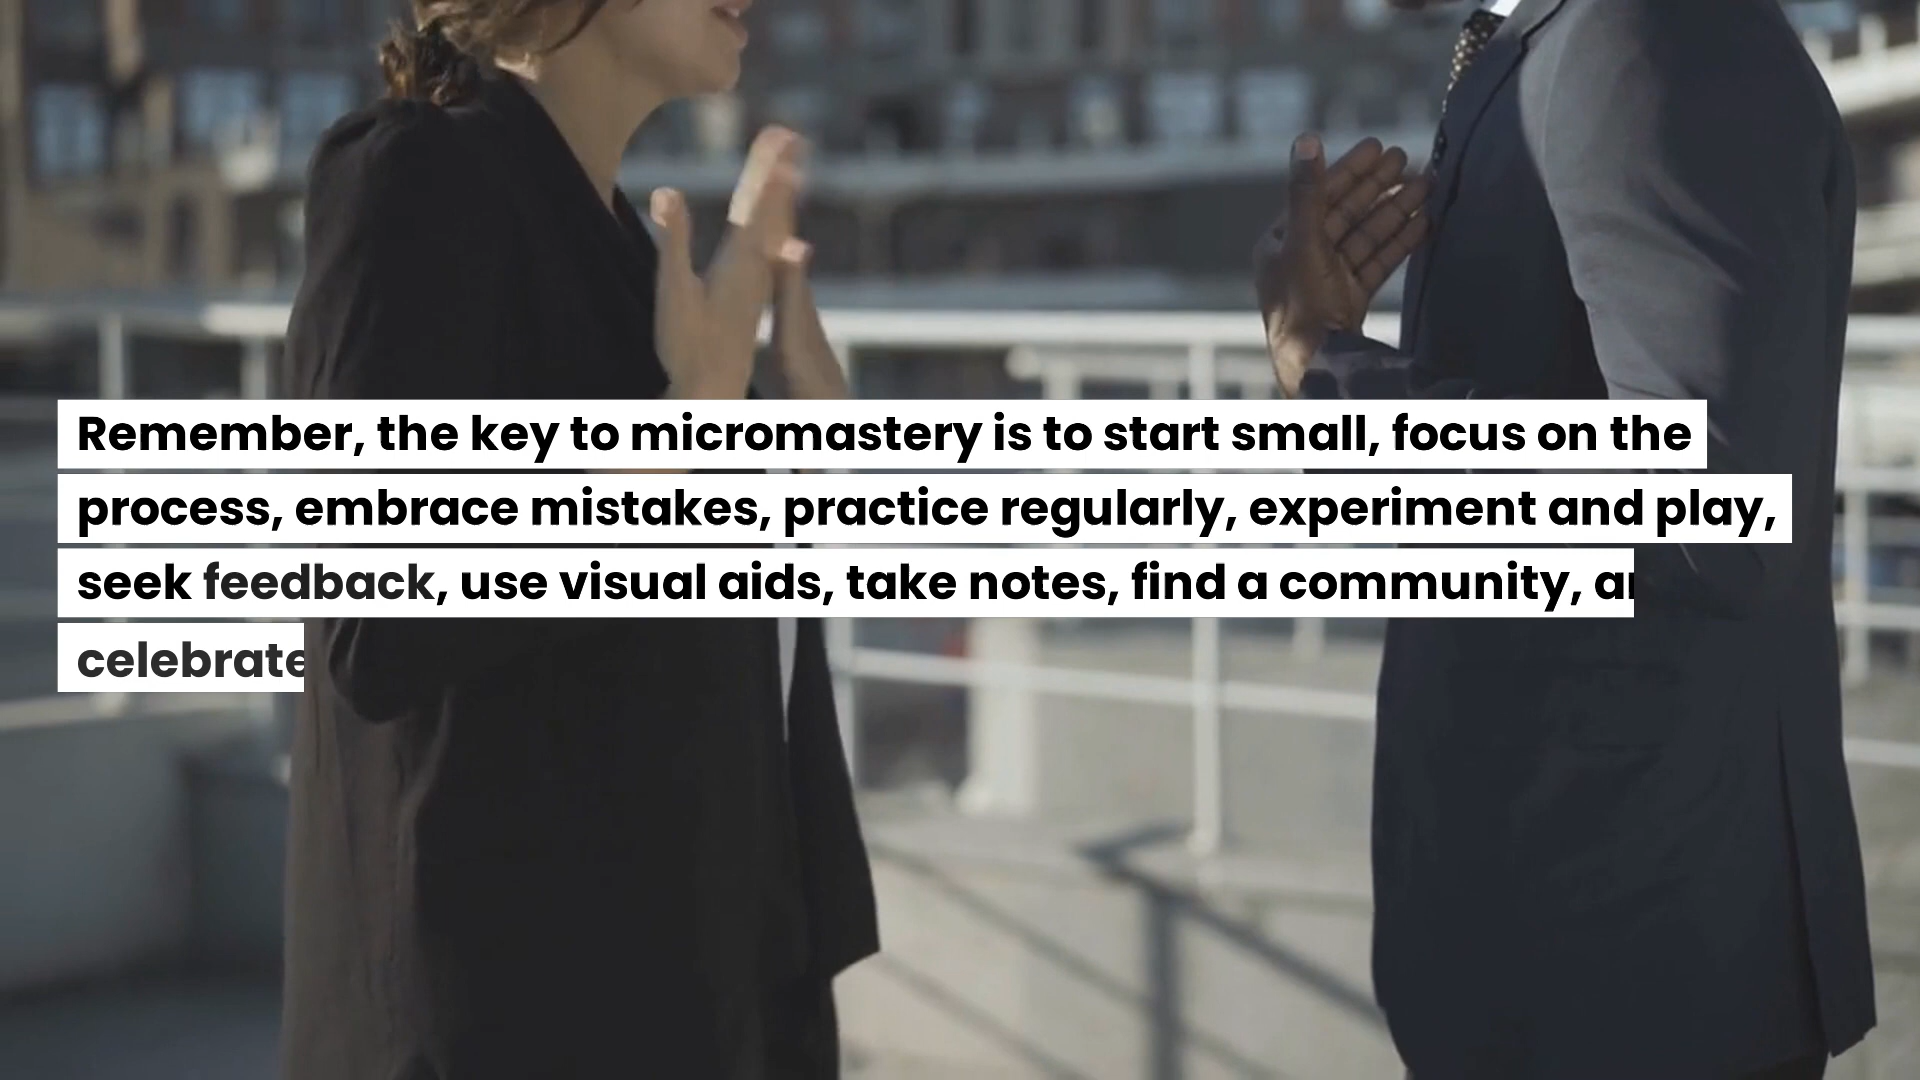 Remember, the key to micromastery is to start small, focus on the
process, embrace mistakes, practice regularly, experiment and play,
seek feedback, use visual aids, take notes, find a community,
celebrate